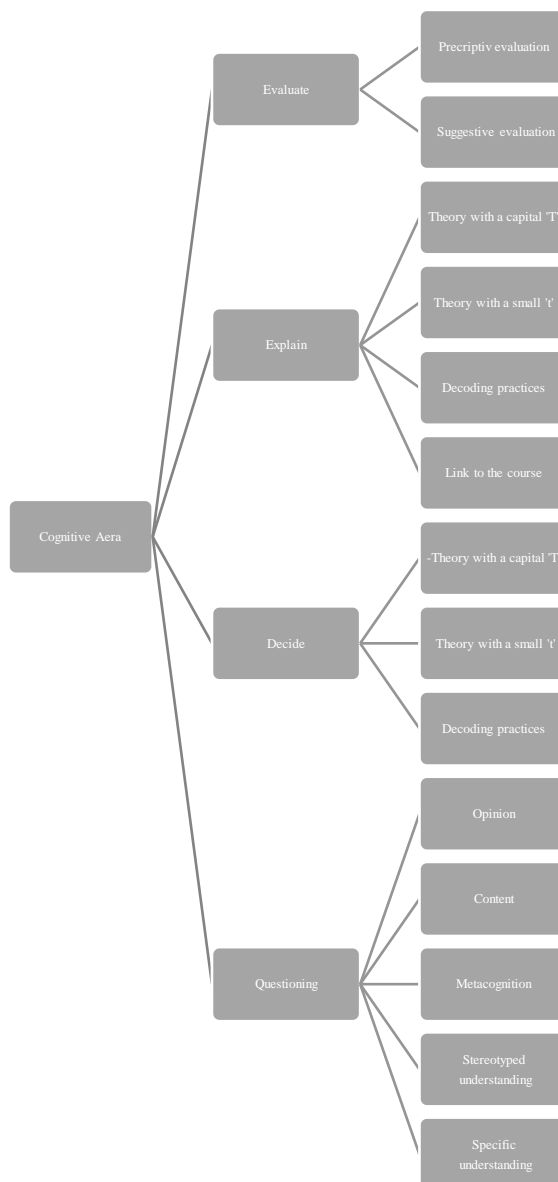 Precriptiv evaluation
Evaluate
Suggestive evaluation
Theory with a capital 'T'
Theory with a small 't'
Explain
Decoding practices
Link to the course
Cognitive Aera
-Theory with a capital 'T
Decide
Theory with a small 't'
Decoding practices
Opinion
Content
Questioning
Metacognition
Stereotyped
understanding
Specific
understanding